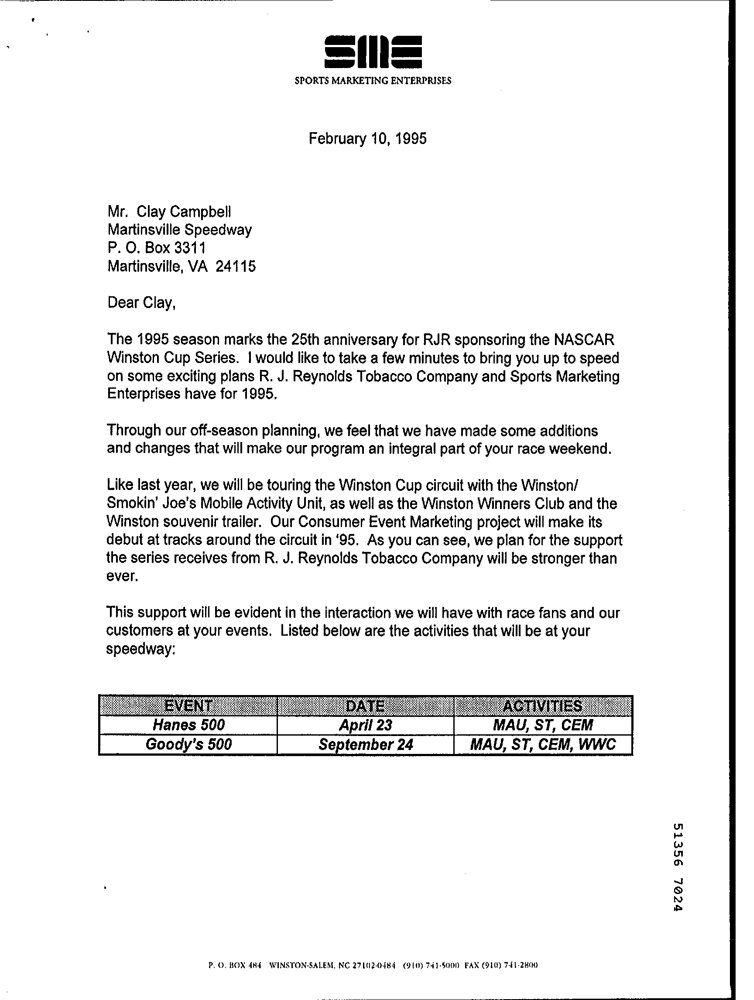 SME
SPORTS MARKETING ENTERPRISES
February 10, 1995
Mr. Clay Campbell
Martinsville Speedway
P. O. Box 3311
Martinsville, VA 24115
Dear Clay,
The 1995 season marks the 25th anniversary for RJR sponsoring the NASCAR
Winston Cup Series. I would like to take a few minutes to bring you up to speed
on some exciting plans R. J. Reynolds Tobacco Company and Sports Marketing
Enterprises have for 1995.
Through our off-season planning, we feel that we have made some additions
and changes that will make our program an integral part of your race weekend.
Like last year, we will be touring the Winston Cup circuit with the Winston/
Smokin' Joe's Mobile Activity Unit, as well as the Winston Winners Club and the
Winston souvenir trailer. Our Consumer Event Marketing project will make its
debut at tracks around the circuit in '95. As you can see, we plan for the support
the series receives from R. J. Reynolds Tobacco Company will be stronger than
ever.
This support will be evident in the interaction we will have with race fans and our
customers at your events. Listed below are the activities that will be at your
speedway:
EVENT DATE ACTIVITIES
Hanes 500 April 23 MAU, ST, CEM
Goody's 500 September 24 MAU, ST, CEM, WWC
51356 7024
P. O. BOX 484 WINSTON-SALEM, NC 27102-0484 (910) 741-5000 FAX (910) 741-2800